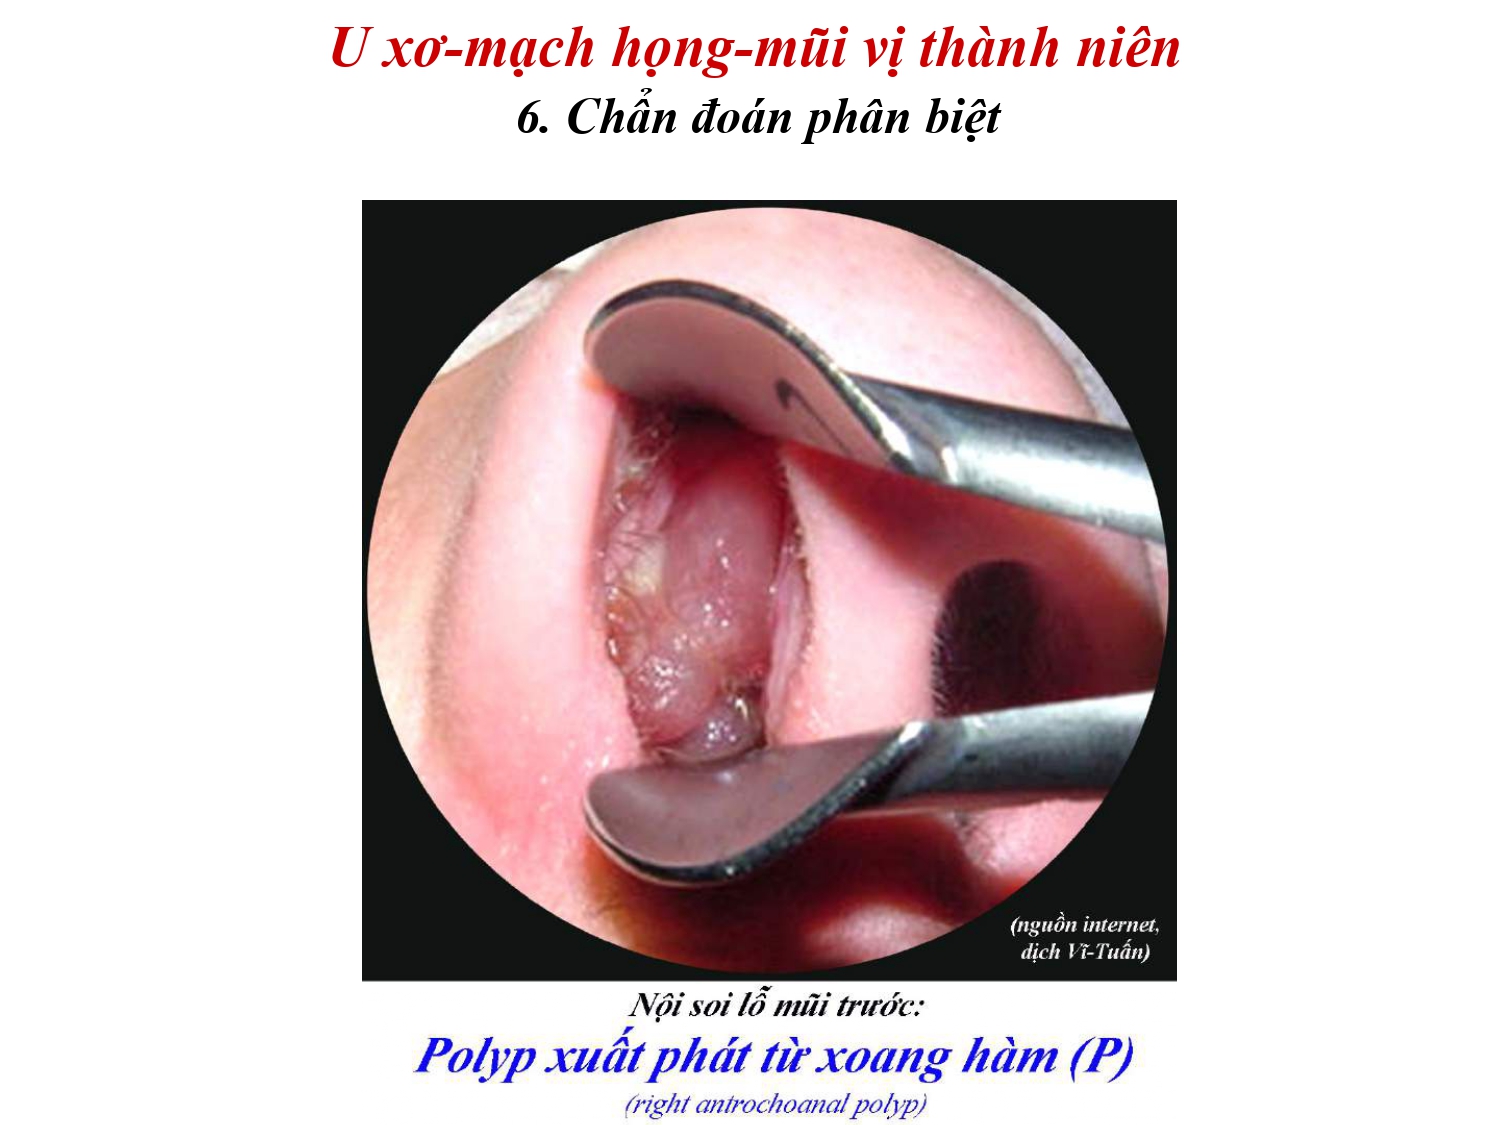 U xơ-mạch họng-mũi vị thành niên
6. Chẩn đoán phân biệt
(nguồn internet,
dịch Vĩ-Tuấn)
Nội soi lỗ mũi trước:
Polyp xuất phát từ xoang hàm (P)
(right antrochoanal polyp)